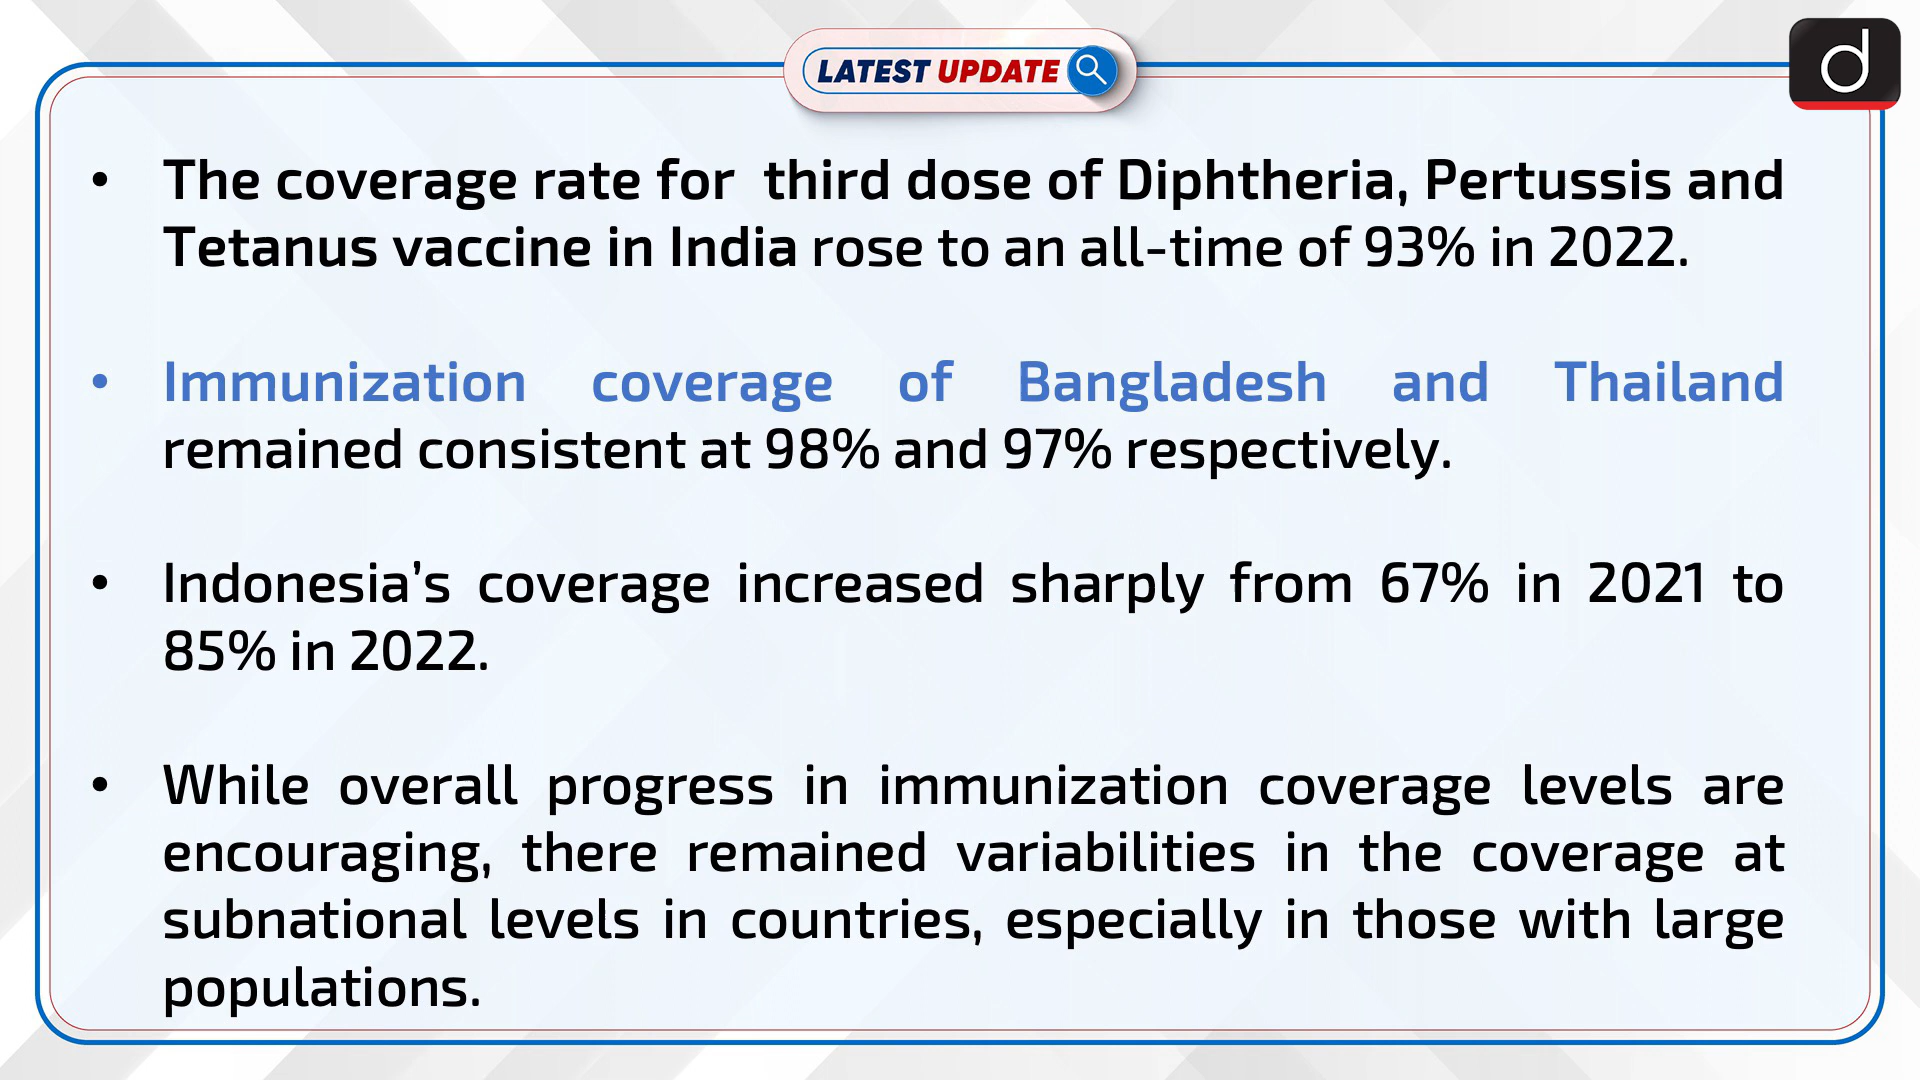 LATEST UPDATE
d
• The coverage rate for third dose of Diphtheria, Pertussis and
Tetanus vaccine in India rose to an all-time of 93% in 2022.
• Immunization coverage of Bangladesh and Thailand
remained consistent at 98% and 97% respectively.
• Indonesia’s coverage increased sharply from 67% in 2021 to
85% in 2022.
• While overall progress in immunization coverage levels are
encouraging, there remained variabilities in the coverage at
subnational levels in countries, especially in those with large
populations.